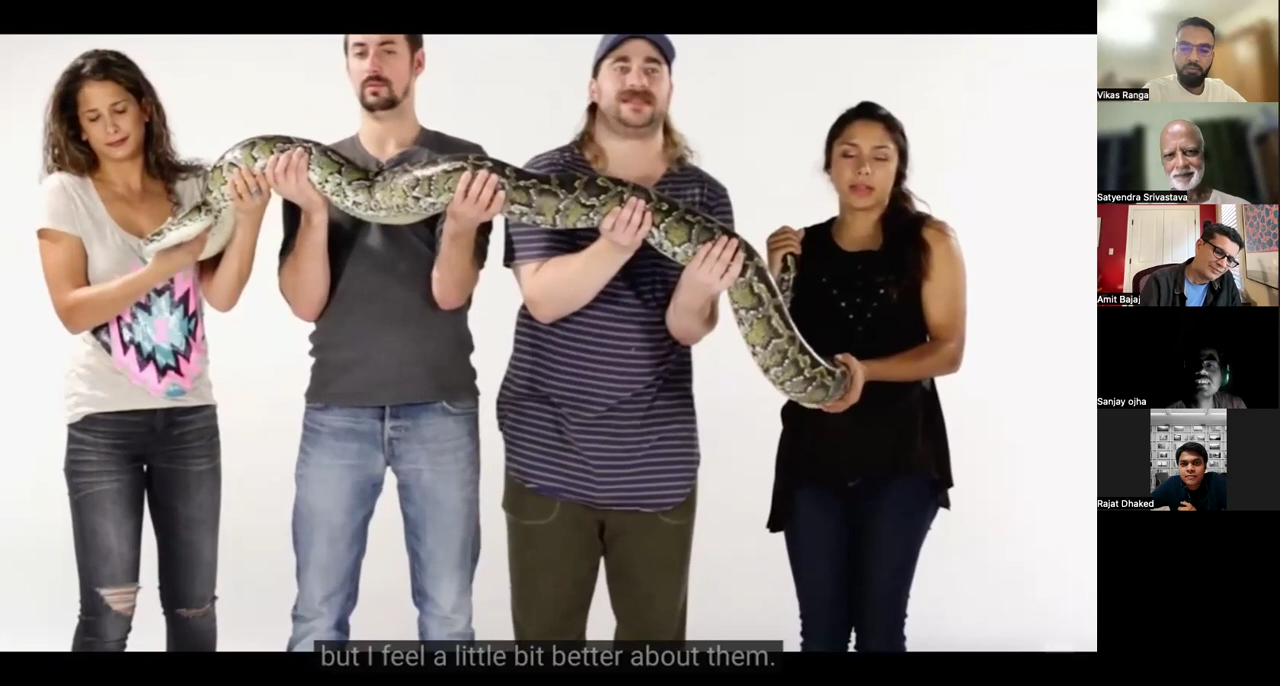 Vikas Ranga
Satyendra Srivastava
Amit Bajaj
Sanjay ojha
Rajat Dhaked
but I feel a little bit better about them.